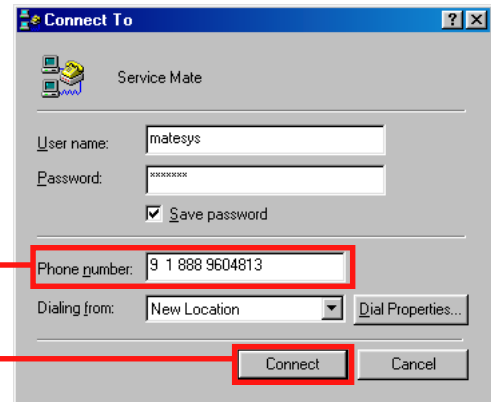 Connect To
Service Mate
User name: matesys
Password: xxxxxxx
Save password
Phone number: 9 1 888 9604813
Dialing from: New Location Dial Properties...
Connect Cancel